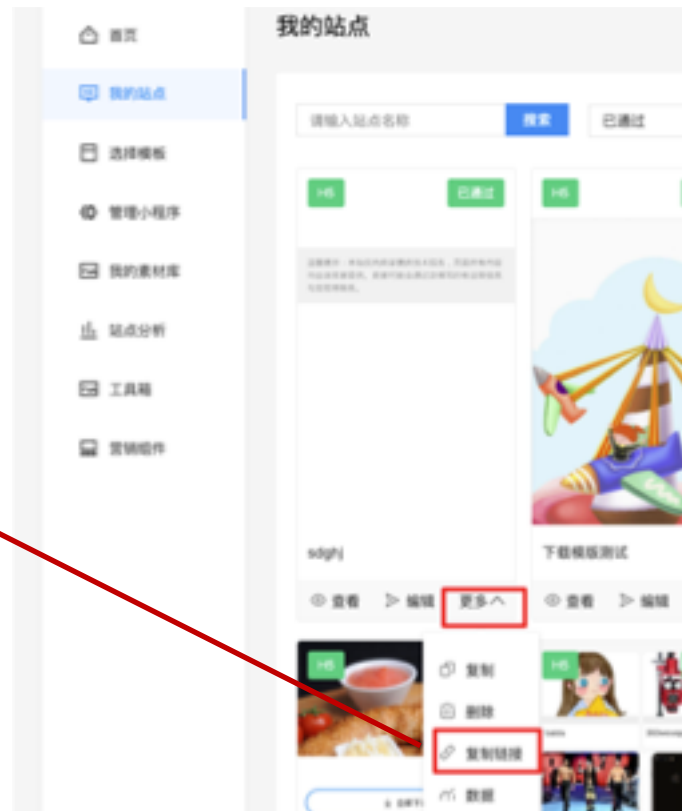 首页
我的站点
选择模板
管理小程序
我的素材库
站点分析
工具箱
营销组件
我的站点
请输入站点名称
搜索
已通过
H5
已通过
H5
sdghj
下载模版测试
查看
编辑
更多
查看
编辑
H5
复制
删除
复制链接
数据
H5